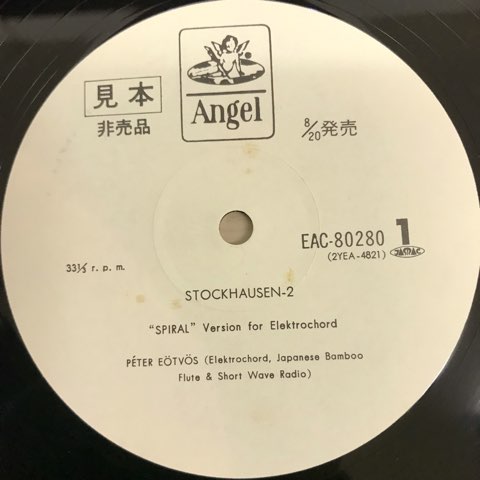 見本
非売品
Angel
8/20発売
EAC-80280 1
(2YEA-4821) JASRAC
33⅓ r. p. m.
STOCKHAUSEN-2
"SPIRAL" Version for Elektrochord
PÉTER EÖTVÖS (Elektrochord, Japanese Bamboo
Flute & Short Wave Radio)